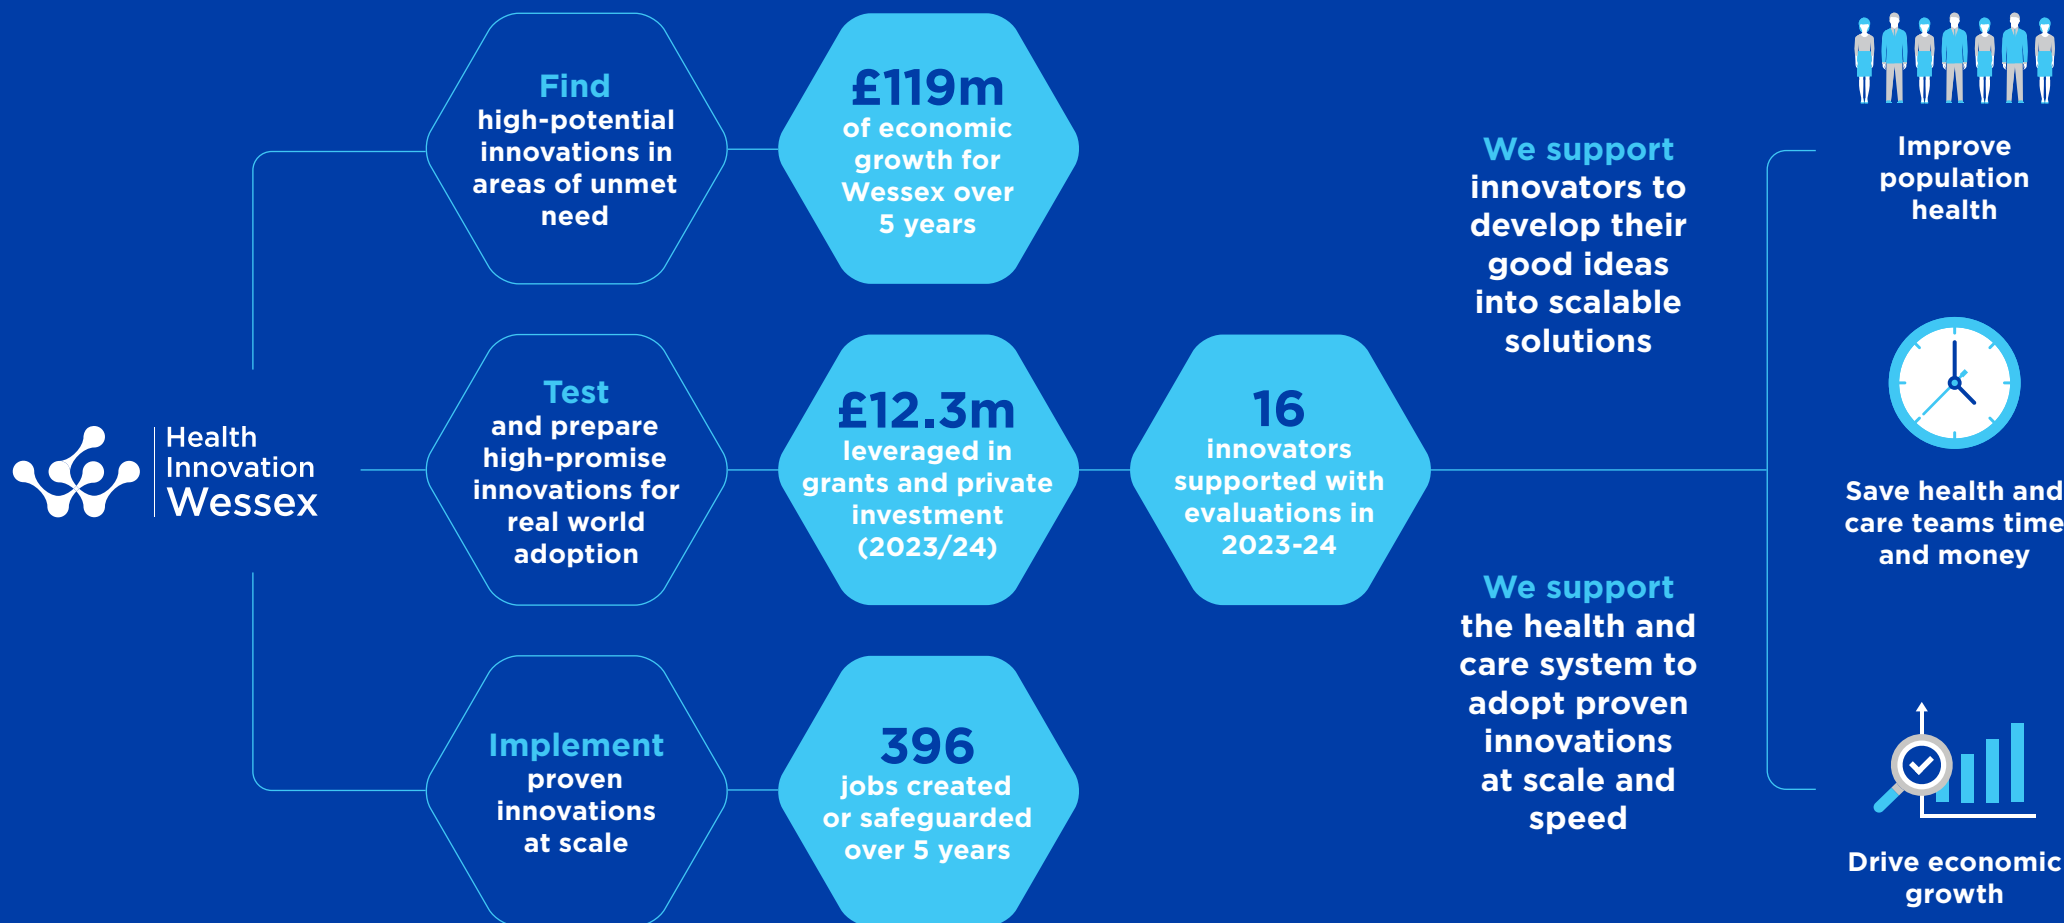 Health
Innovation
Wessex
Find
high-potential
innovations in
areas of unmet
need
£119m
of economic
growth for
Wessex over
5 years
Test
and prepare
high-promise
innovations for
real world
adoption
£12.3m
leveraged in
grants and private
investment
(2023/24)
16
innovators
supported with
evaluations in
2023-24
Implement
proven
innovations
at scale
396
jobs created
or safeguarded
over 5 years
We support
innovators to
develop their
good ideas
into scalable
solutions
We support
the health and
care system to
adopt proven
innovations
at scale and
speed
Improve
population
health
Save health and
care teams time
and money
Drive economic
growth